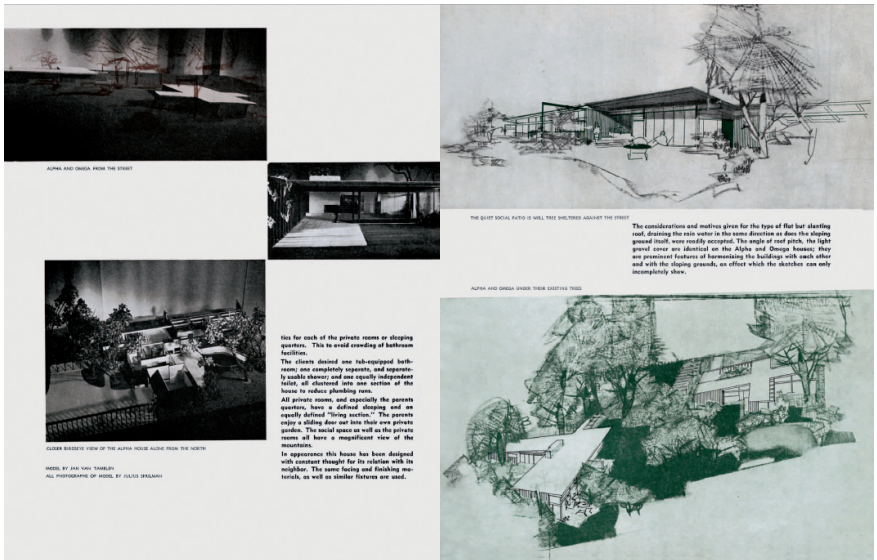 ALPHA AND OMEGA FROM THE STREET
CLOSER BIRDSEYE VIEW OF THE ALPHA HOUSE ALONE FROM THE NORTH
MODEL BY JAN VAN TAMELEN
ALL PHOTOGRAPHS OF MODEL BY JULIUS SHULMAN
ties for each of the private rooms or sleeping
quarters. This to avoid crowding of bathroom
facilities.
The clients desired one tub-equipped bath-
room; one completely separate, and separate-
ly usable shower; and one equally independent
toilet, all clustered into one section of the
house to reduce plumbing runs.
All private rooms, and especially the parents
quarters, have a defined sleeping and an
equally defined "living section." The parents
enjoy a sliding door out into their own private
garden. The social space as well as the private
rooms all have a magnificent view of the
mountains.
In appearance this house has been designed
with constant thought for its relation with its
neighbor. The same facing and finishing ma-
terials, as well as similar fixtures are used.
THE QUIET SOCIAL PATIO IS WELL TREE SHELTERED AGAINST THE STREET
The considerations and motives given for the type of flat but slanting
roof, draining the rain water in the same direction as does the sloping
ground itself, were readily accepted. The angle of roof pitch, the light
gravel cover are identical on the Alpha and Omega houses; they
are prominent features of harmonizing the buildings with each other
and with the sloping grounds, an effect which the sketches can only
incompletely show.
ALPHA AND OMEGA UNDER THEIR EXISTING TREES